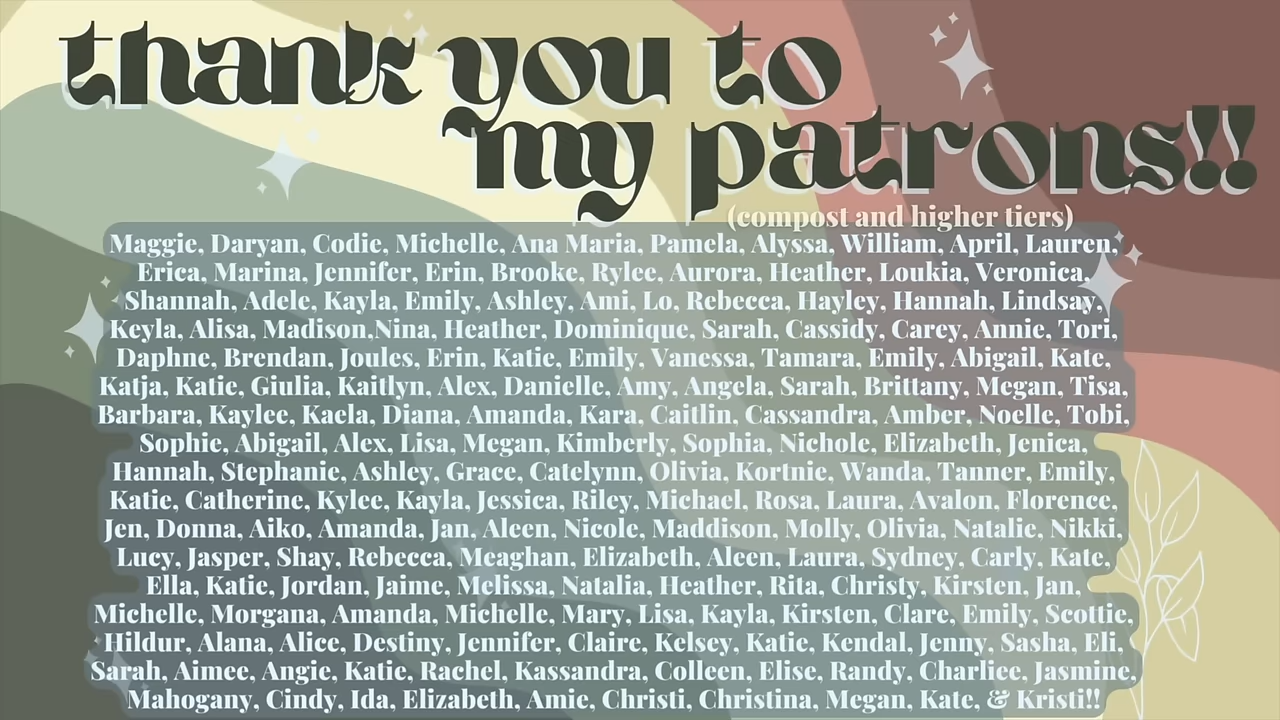 thank you to
my patrons!!
(compost and higher tiers)
Maggie, Daryan, Codie, Michelle, Ana Maria, Pamela, Alyssa, William, April, Lauren,
Erica, Marina, Jennifer, Erin, Brooke, Rylee, Aurora, Heather, Loukia, Veronica,
Shannah, Adele, Kayla, Emily, Ashley, Ami, Lo, Rebecca, Hayley, Hannah, Lindsay,
Keyla, Alisa, Madison,Nina, Heather, Dominique, Sarah, Cassidy, Carey, Annie, Tori,
Daphne, Brendan, Joules, Erin, Katie, Emily, Vanessa, Tamara, Emily, Abigail, Kate,
Katja, Katie, Giulia, Kaitlyn, Alex, Danielle, Amy, Angela, Sarah, Brittany, Megan, Tisa,
Barbara, Kaylee, Kaela, Diana, Amanda, Kara, Caitlin, Cassandra, Amber, Noelle, Tobi,
Sophie, Abigail, Alex, Lisa, Megan, Kimberly, Sophia, Nichole, Elizabeth, Jenica,
Hannah, Stephanie, Ashley, Grace, Catelynn, Olivia, Kortnie, Wanda, Tanner, Emily,
Katie, Catherine, Kylee, Kayla, Jessica, Riley, Michael, Rosa, Laura, Avalon, Florence,
Jen, Donna, Aiko, Amanda, Jan, Aleen, Nicole, Maddison, Molly, Olivia, Natalie, Nikki,
Lucy, Jasper, Shay, Rebecca, Meaghan, Elizabeth, Aleen, Laura, Sydney, Carly, Kate,
Ella, Katie, Jordan, Jaime, Melissa, Natalia, Heather, Rita, Christy, Kirsten, Jan,
Michelle, Morgana, Amanda, Michelle, Mary, Lisa, Kayla, Kirsten, Clare, Emily, Scottie,
Hildur, Alana, Alice, Destiny, Jennifer, Claire, Kelsey, Katie, Kendal, Jenny, Sasha, Eli,
Sarah, Aimee, Angie, Katie, Rachel, Kassandra, Colleen, Elise, Randy, Charliee, Jasmine,
Mahogany, Cindy, Ida, Elizabeth, Amie, Christi, Christina, Megan, Kate, & Kristi!!